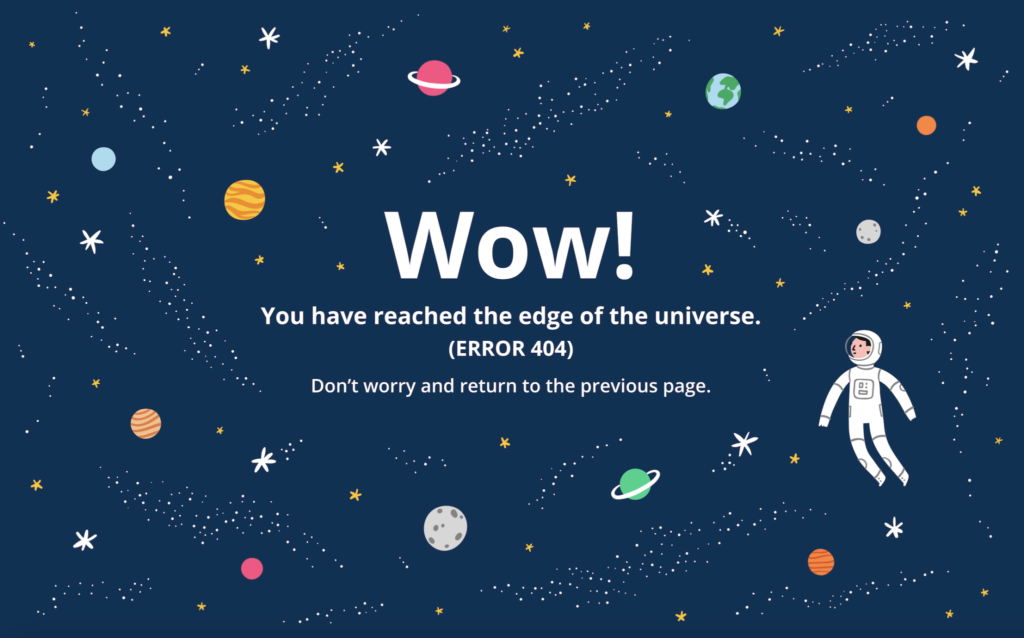 Wow!
You have reached the edge of the universe.
(ERROR 404)
Don’t worry and return to the previous page.